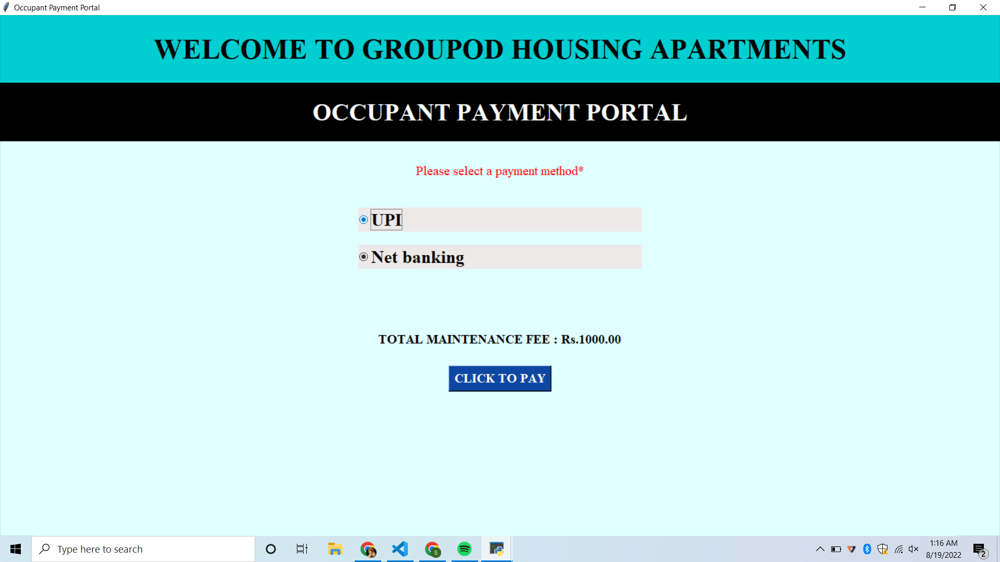 Occupant Payment Portal
WELCOME TO GROUPOD HOUSING APARTMENTS
OCCUPANT PAYMENT PORTAL
Please select a payment method*
UPI
Net banking
TOTAL MAINTENANCE FEE : Rs.1000.00
CLICK TO PAY
Type here to search
S
1:16 AM
8/19/2022
2